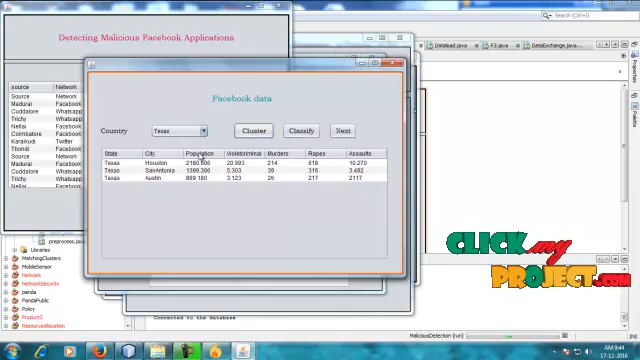 Detecting Malicious Facebook Applications
source Network
Source Network
Madurai Facebook
Cuddalore Whatsapp
Trichy Whatsapp
Nellai Facebook
Coimbatore Facebook
Karaikudi Twitter
Thondi Facebook
Madurai Facebook
Cuddalore Whatsapp
Trichy Whatsapp
Nellai Facebook
Facebook data
Country Texas Cluster Classify Next
State City Population Violetcriminal Murders Rapes Assaults
Texas Houston 2180.606 20.993 214 618 10.270
Texas SanAntonia 1399.306 5.303 39 316 3.492
Texas Austin 869.180 3.123 26 217 2117
Search (Ctrl+I)
Dataload.java F3.java DataExchange.java
Properties
Palette
preprocess.java
Libraries
MatchingClusters
MobileSensor
Network
NetworkSecurity
panda
PandaPublic
Policy
Product3
ResourceAllocation
Connected to the database
MaliciousDetection (run)
CLICK my
PROJECT.com
AM 9:44
17-12-2016